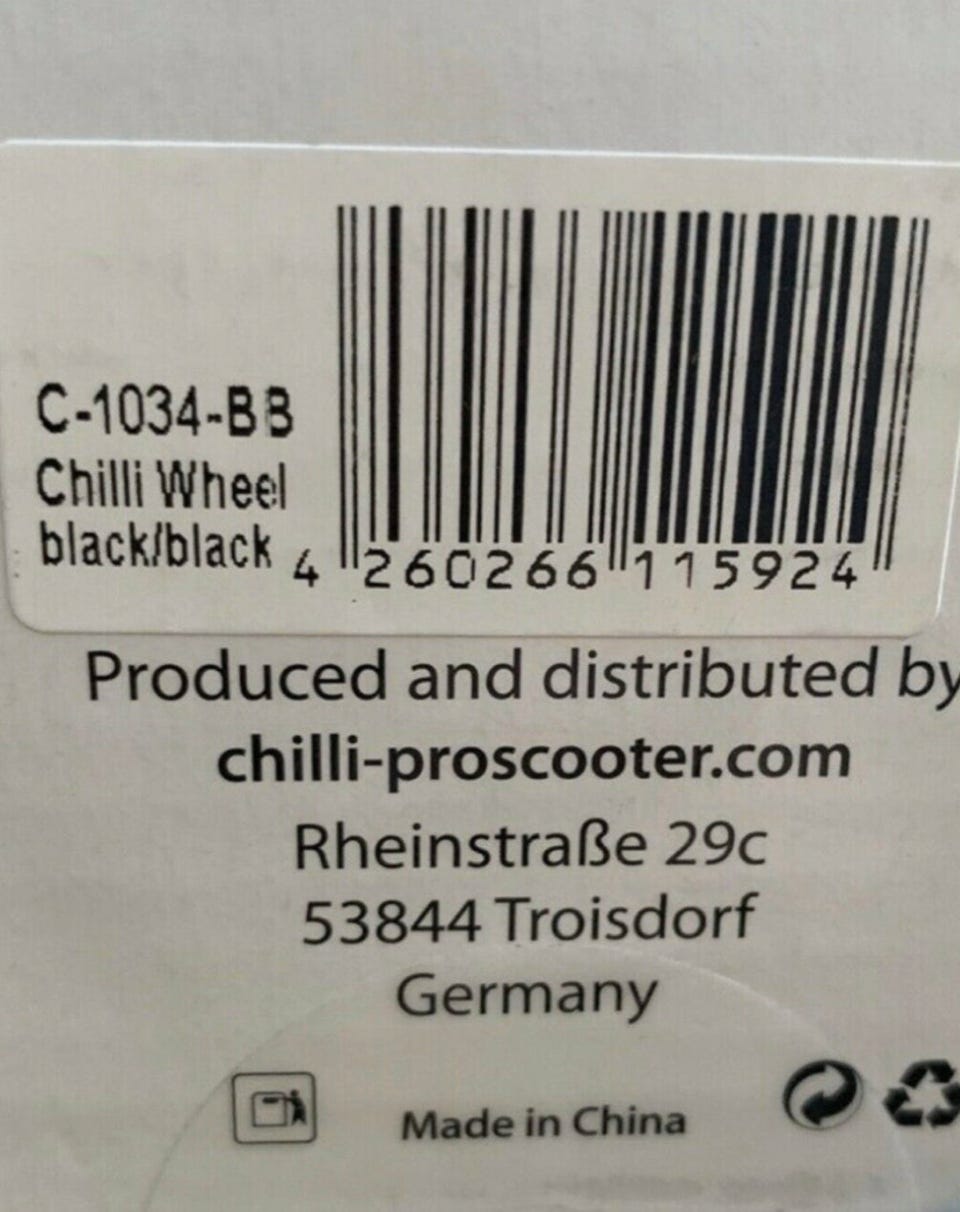 C-1034-BB
Chilli Wheel
black/black
4 260266 115924
Produced and distributed by
chilli-proscooter.com
Rheinstraße 29c
53844 Troisdorf
Germany
Made in China